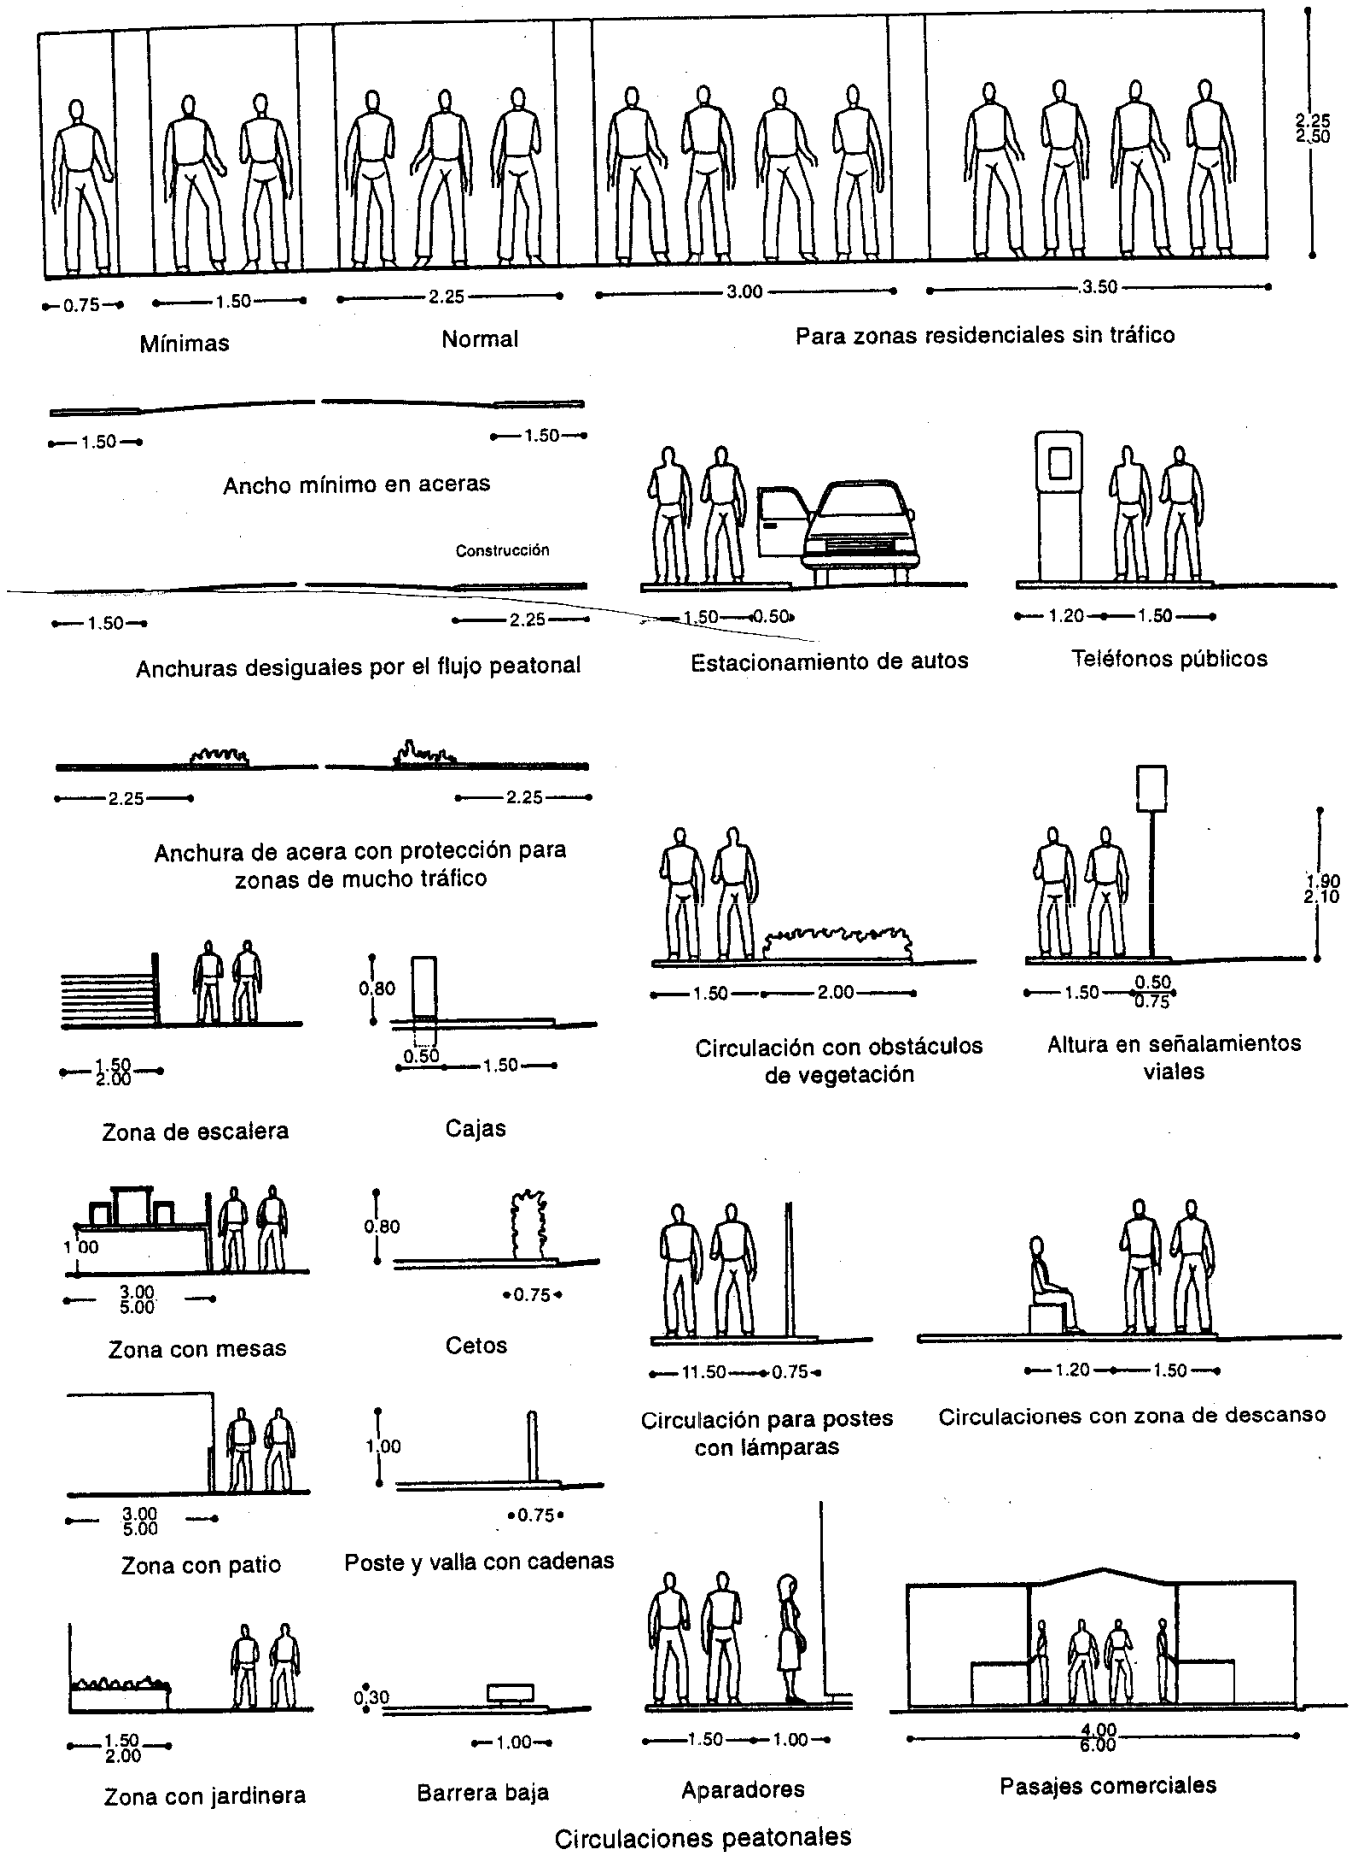 2.25
2.50
0.75
1.50
2.25
3.00
3.50
Mínimas
Normal
Para zonas residenciales sin tráfico
1.50
1.50
Ancho mínimo en aceras
Construcción
1.50
2.25
Anchuras desiguales por el flujo peatonal
1.50
0.50
Estacionamiento de autos
1.20
1.50
Teléfonos públicos
2.25
2.25
Anchura de acera con protección para
zonas de mucho tráfico
1.50
2.00
Circulación con obstáculos
de vegetación
1.90
2.10
1.50
0.50
0.75
Altura en señalamientos
viales
1.50
2.00
Zona de escalera
0.80
0.50
1.50
Cajas
1.00
3.00
5.00
Zona con mesas
0.80
0.75
Cetos
11.50
0.75
Circulación para postes
con lámparas
1.20
1.50
Circulaciones con zona de descanso
3.00
5.00
Zona con patio
1.00
0.75
Poste y valla con cadenas
1.50
2.00
Zona con jardinera
0.30
1.00
Barrera baja
1.50
1.00
Aparadores
4.00
6.00
Pasajes comerciales
Circulaciones peatonales